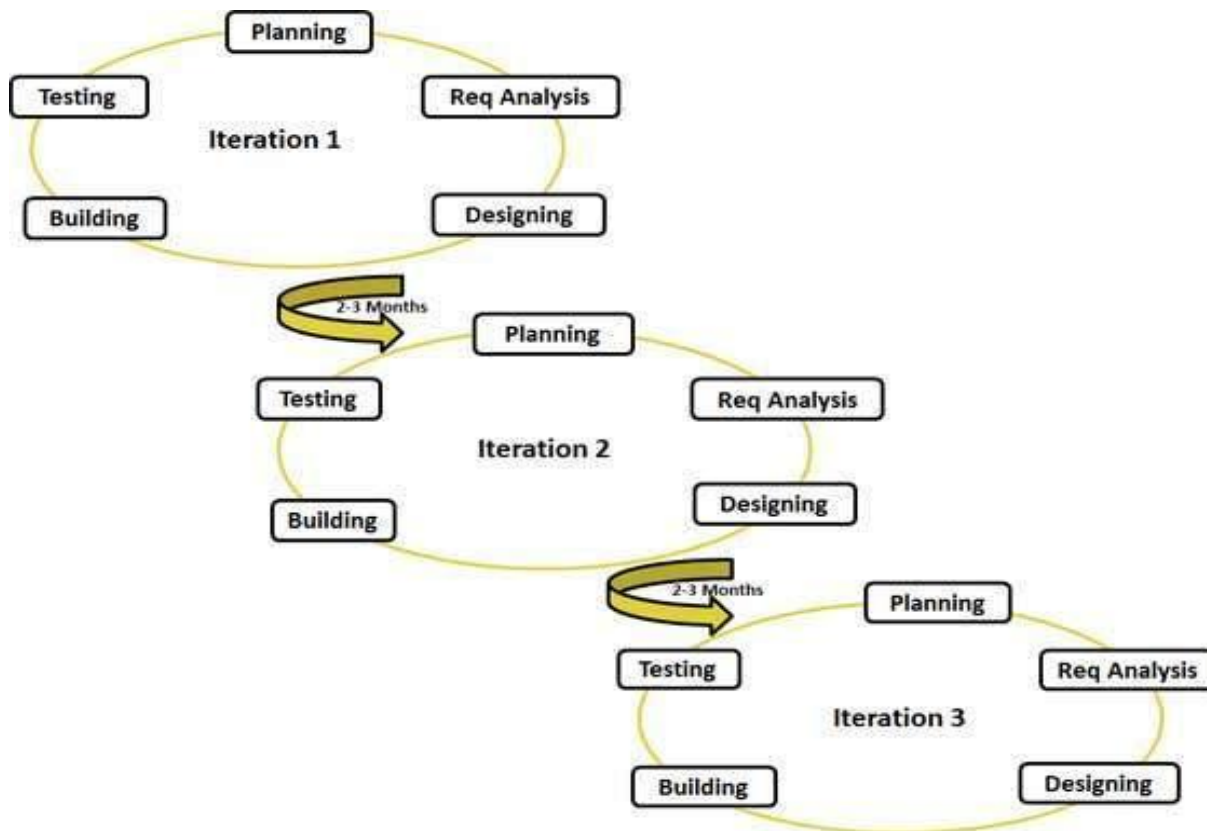 Planning
Testing
Req Analysis
Iteration 1
Building
Designing
2-3 Months
Planning
Testing
Req Analysis
Iteration 2
Building
Designing
2-3 Months
Planning
Testing
Req Analysis
Iteration 3
Building
Designing